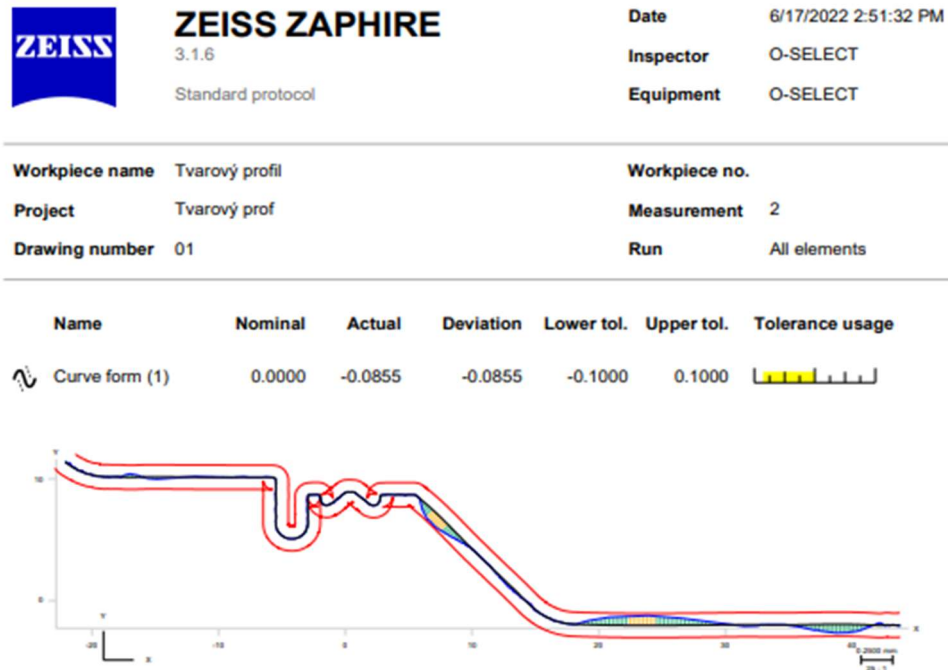 ZEISS
ZEISS ZAPHIRE
3.1.6
Standard protocol
Date 6/17/2022 2:51:32 PM
Inspector O-SELECT
Equipment O-SELECT
Workpiece name Tvarový profil
Workpiece no.
Project Tvarový prof
Measurement 2
Drawing number 01
Run All elements
Name Nominal Actual Deviation Lower tol. Upper tol. Tolerance usage
Curve form (1) 0.0000 -0.0855 -0.0855 -0.1000 0.1000
Y
10
0
X
-20 -10 0 10 20 30 40
Y
X
0.2600 mm